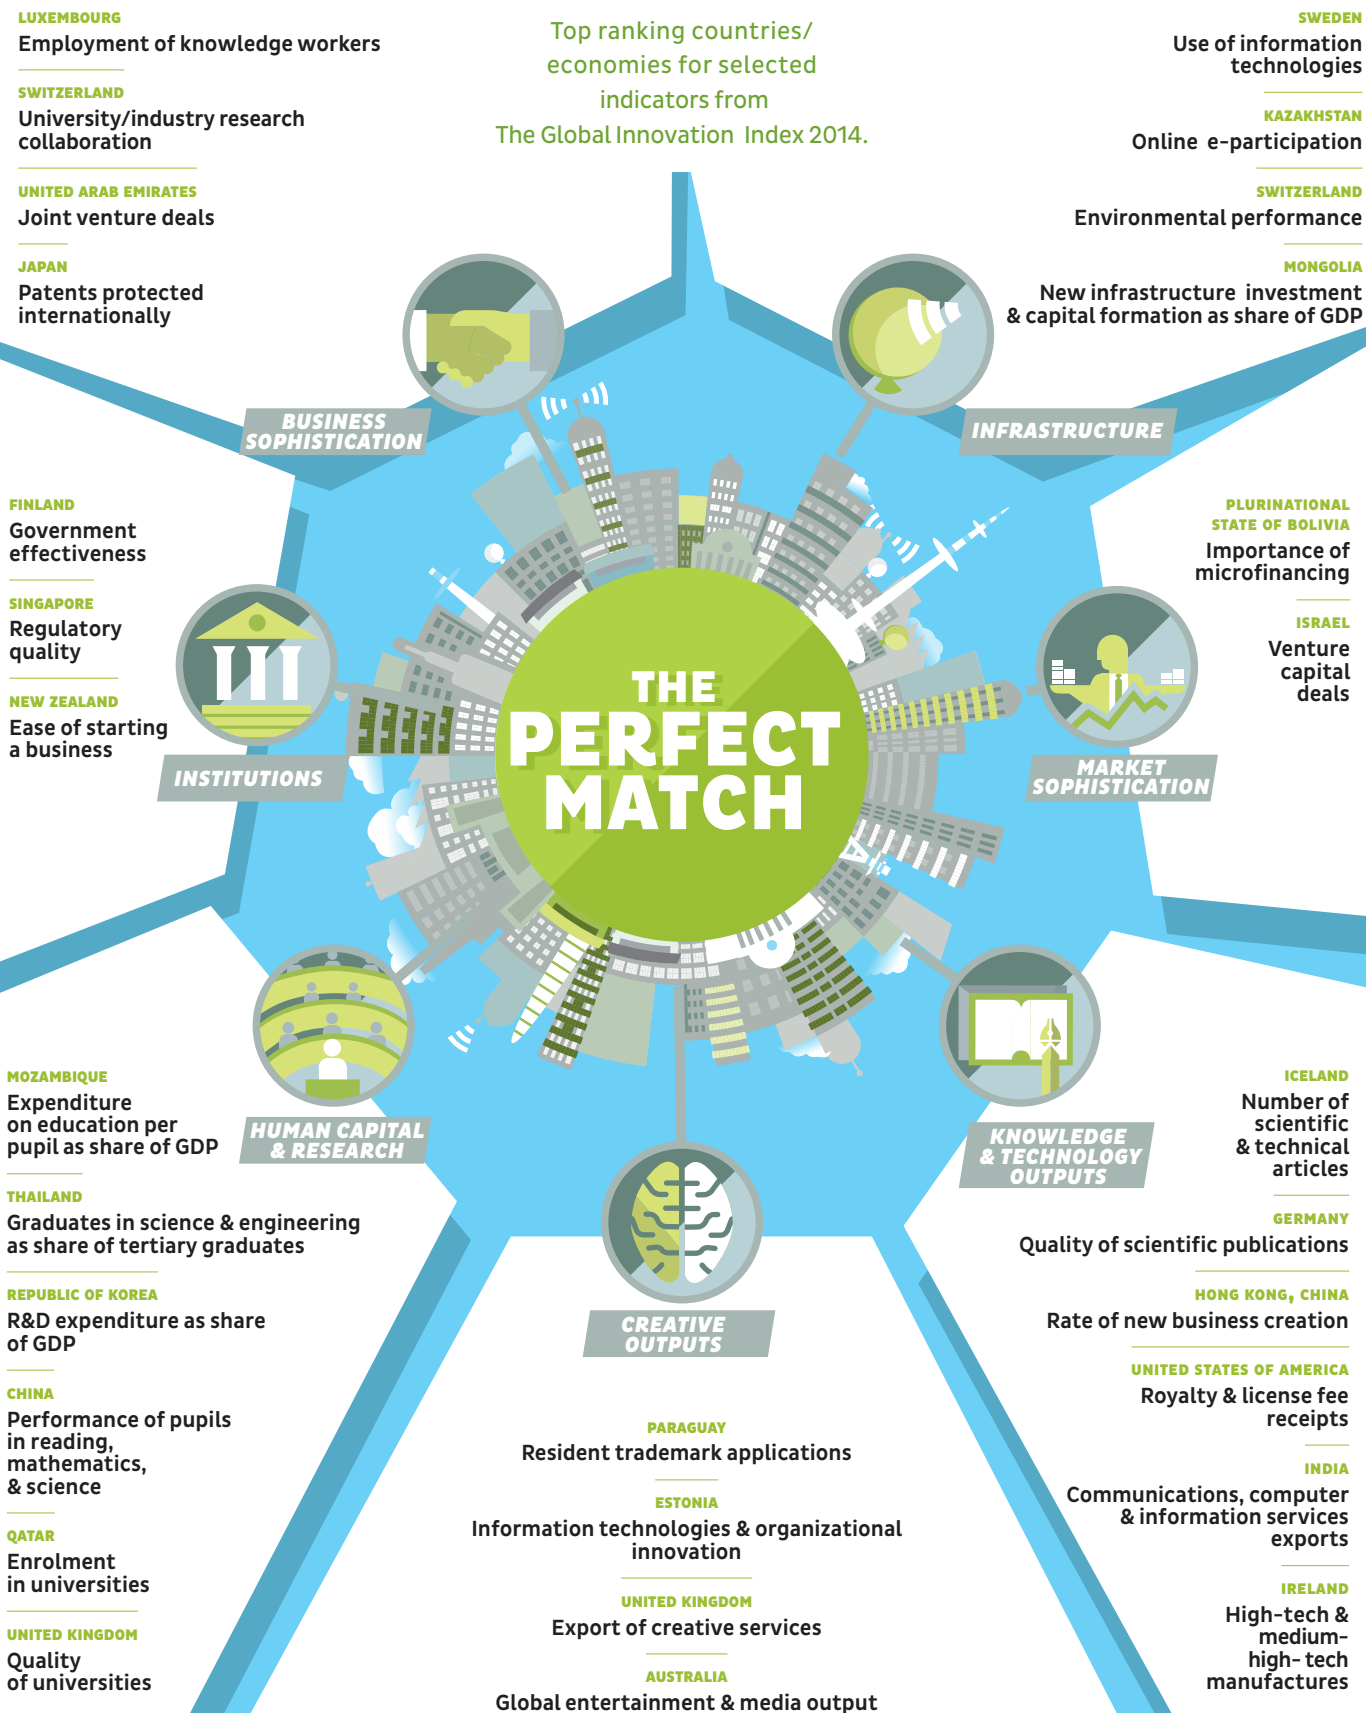 Top ranking countries/
economies for selected
indicators from
The Global Innovation Index 2014.
LUXEMBOURG
Employment of knowledge workers
SWITZERLAND
University/industry research
collaboration
UNITED ARAB EMIRATES
Joint venture deals
JAPAN
Patents protected
internationally
BUSINESS
SOPHISTICATION
SWEDEN
Use of information
technologies
KAZAKHSTAN
Online e-participation
SWITZERLAND
Environmental performance
MONGOLIA
New infrastructure investment
& capital formation as share of GDP
INFRASTRUCTURE
FINLAND
Government
effectiveness
SINGAPORE
Regulatory
quality
NEW ZEALAND
Ease of starting
a business
INSTITUTIONS
THE
PERFECT
MATCH
PLURINATIONAL
STATE OF BOLIVIA
Importance of
microfinancing
ISRAEL
Venture
capital
deals
MARKET
SOPHISTICATION
MOZAMBIQUE
Expenditure
on education per
pupil as share of GDP
THAILAND
Graduates in science & engineering
as share of tertiary graduates
REPUBLIC OF KOREA
R&D expenditure as share
of GDP
CHINA
Performance of pupils
in reading,
mathematics,
& science
QATAR
Enrolment
in universities
UNITED KINGDOM
Quality
of universities
HUMAN CAPITAL
& RESEARCH
CREATIVE
OUTPUTS
PARAGUAY
Resident trademark applications
ESTONIA
Information technologies & organizational
innovation
UNITED KINGDOM
Export of creative services
AUSTRALIA
Global entertainment & media output
KNOWLEDGE
& TECHNOLOGY
OUTPUTS
ICELAND
Number of
scientific
& technical
articles
GERMANY
Quality of scientific publications
HONG KONG, CHINA
Rate of new business creation
UNITED STATES OF AMERICA
Royalty & license fee
receipts
INDIA
Communications, computer
& information services
exports
IRELAND
High-tech &
medium-
high- tech
manufactures